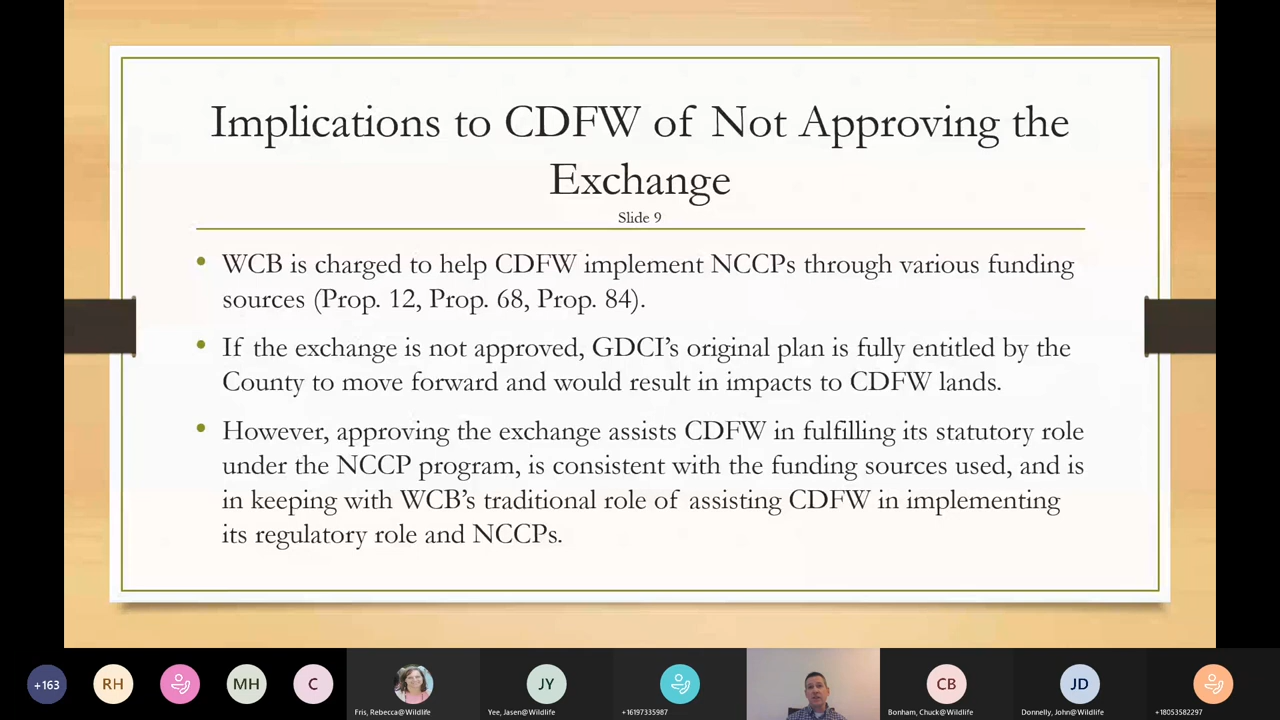 Implications to CDFW of Not Approving the
Exchange
Slide 9
• WCB is charged to help CDFW implement NCCPs through various funding
sources (Prop. 12, Prop. 68, Prop. 84).
• If the exchange is not approved, GDCI's original plan is fully entitled by the
County to move forward and would result in impacts to CDFW lands.
• However, approving the exchange assists CDFW in fulfilling its statutory role
under the NCCP program, is consistent with the funding sources used, and is
in keeping with WCB's traditional role of assisting CDFW in implementing
its regulatory role and NCCPs.
+163
RH
MH
C
JY
CB
JD
Fris, Rebecca@Wildlife
Yee, Jasen@Wildlife
+16197335987
Bonham, Chuck@Wildlife
Donnelly, John@Wildlife
+18053582297